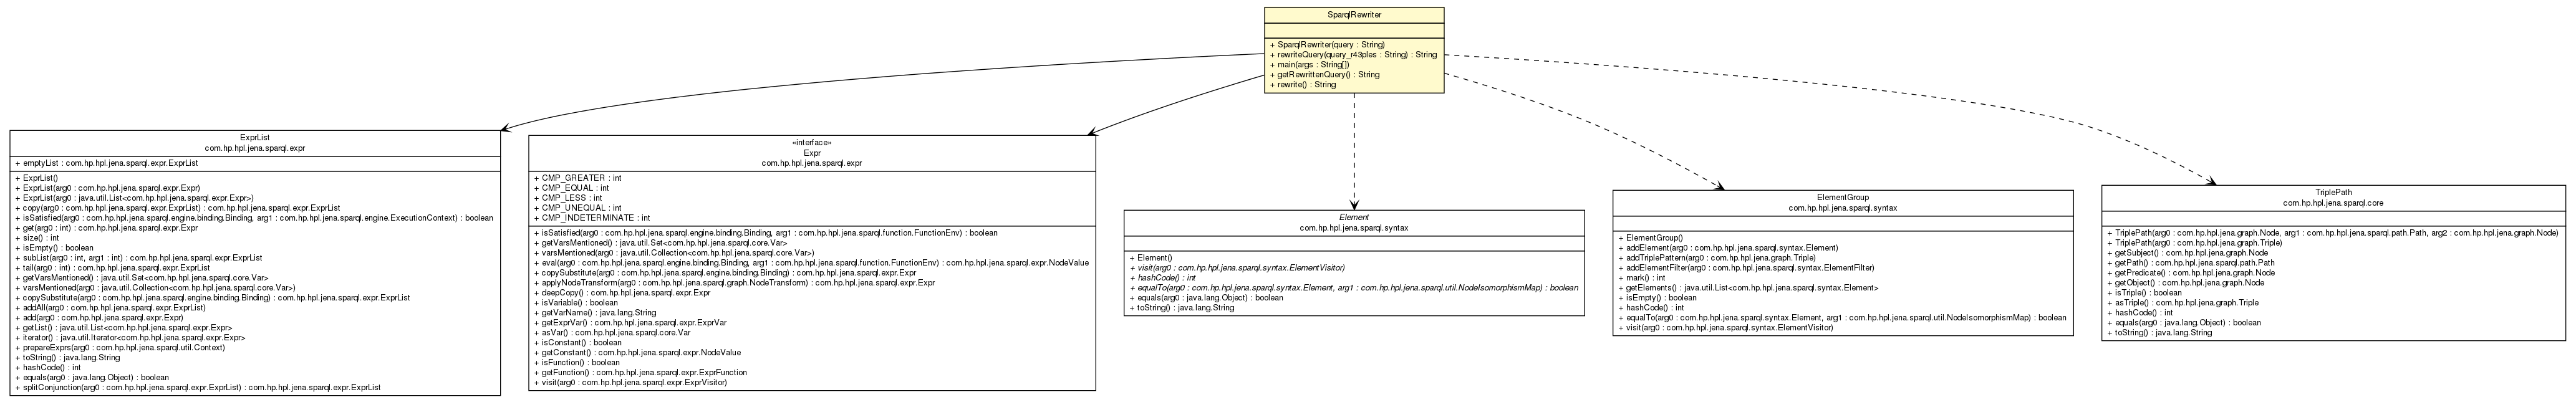 SparqlRewriter
+ SparqlRewriter(query : String)
+ rewriteQuery(query_r43ples : String) : String
+ main(args : String[])
+ getRewrittenQuery() : String
+ rewrite() : String
ExprList
com.hp.hpl.jena.sparql.expr
+ emptyList : com.hp.hpl.jena.sparql.expr.ExprList
+ ExprList()
+ ExprList(arg0 : com.hp.hpl.jena.sparql.expr.Expr)
+ ExprList(arg0 : java.util.List<com.hp.hpl.jena.sparql.expr.Expr>)
+ copy(arg0 : com.hp.hpl.jena.sparql.expr.ExprList) : com.hp.hpl.jena.sparql.expr.ExprList
+ isSatisfied(arg0 : com.hp.hpl.jena.sparql.engine.binding.Binding, arg1 : com.hp.hpl.jena.sparql.engine.ExecutionContext) : boolean
+ get(arg0 : int) : com.hp.hpl.jena.sparql.expr.Expr
+ size() : int
+ isEmpty() : boolean
+ subList(arg0 : int, arg1 : int) : com.hp.hpl.jena.sparql.expr.ExprList
+ tail(arg0 : int) : com.hp.hpl.jena.sparql.expr.ExprList
+ getVarsMentioned() : java.util.Set<com.hp.hpl.jena.sparql.core.Var>
+ varsMentioned(arg0 : java.util.Collection<com.hp.hpl.jena.sparql.core.Var>)
+ copySubstitute(arg0 : com.hp.hpl.jena.sparql.engine.binding.Binding) : com.hp.hpl.jena.sparql.expr.ExprList
+ addAll(arg0 : com.hp.hpl.jena.sparql.expr.ExprList)
+ add(arg0 : com.hp.hpl.jena.sparql.expr.Expr)
+ getList() : java.util.List<com.hp.hpl.jena.sparql.expr.Expr>
+ iterator() : java.util.Iterator<com.hp.hpl.jena.sparql.expr.Expr>
+ prepareExprs(arg0 : com.hp.hpl.jena.sparql.util.Context)
+ toString() : java.lang.String
+ hashCode() : int
+ equals(arg0 : java.lang.Object) : boolean
+ splitConjunction(arg0 : com.hp.hpl.jena.sparql.expr.ExprList) : com.hp.hpl.jena.sparql.expr.ExprList
«interface»
Expr
com.hp.hpl.jena.sparql.expr
+ CMP_GREATER : int
+ CMP_EQUAL : int
+ CMP_LESS : int
+ CMP_UNEQUAL : int
+ CMP_INDETERMINATE : int
+ isSatisfied(arg0 : com.hp.hpl.jena.sparql.engine.binding.Binding, arg1 : com.hp.hpl.jena.sparql.function.FunctionEnv) : boolean
+ getVarsMentioned() : java.util.Set<com.hp.hpl.jena.sparql.core.Var>
+ varsMentioned(arg0 : java.util.Collection<com.hp.hpl.jena.sparql.core.Var>)
+ eval(arg0 : com.hp.hpl.jena.sparql.engine.binding.Binding, arg1 : com.hp.hpl.jena.sparql.function.FunctionEnv) : com.hp.hpl.jena.sparql.expr.NodeValue
+ copySubstitute(arg0 : com.hp.hpl.jena.sparql.engine.binding.Binding) : com.hp.hpl.jena.sparql.expr.Expr
+ applyNodeTransform(arg0 : com.hp.hpl.jena.sparql.graph.NodeTransform) : com.hp.hpl.jena.sparql.expr.Expr
+ deepCopy() : com.hp.hpl.jena.sparql.expr.Expr
+ isVariable() : boolean
+ getVarName() : java.lang.String
+ getExprVar() : com.hp.hpl.jena.sparql.expr.ExprVar
+ asVar() : com.hp.hpl.jena.sparql.core.Var
+ isConstant() : boolean
+ getConstant() : com.hp.hpl.jena.sparql.expr.NodeValue
+ isFunction() : boolean
+ getFunction() : com.hp.hpl.jena.sparql.expr.ExprFunction
+ visit(arg0 : com.hp.hpl.jena.sparql.expr.ExprVisitor)
Element
com.hp.hpl.jena.sparql.syntax
+ Element()
+ visit(arg0 : com.hp.hpl.jena.sparql.syntax.ElementVisitor)
+ hashCode() : int
+ equalTo(arg0 : com.hp.hpl.jena.sparql.syntax.Element, arg1 : com.hp.hpl.jena.sparql.util.NodeIsomorphismMap) : boolean
+ equals(arg0 : java.lang.Object) : boolean
+ toString() : java.lang.String
ElementGroup
com.hp.hpl.jena.sparql.syntax
+ ElementGroup()
+ addElement(arg0 : com.hp.hpl.jena.sparql.syntax.Element)
+ addTriplePattern(arg0 : com.hp.hpl.jena.graph.Triple)
+ addElementFilter(arg0 : com.hp.hpl.jena.sparql.syntax.ElementFilter)
+ mark() : int
+ getElements() : java.util.List<com.hp.hpl.jena.sparql.syntax.Element>
+ isEmpty() : boolean
+ hashCode() : int
+ equalTo(arg0 : com.hp.hpl.jena.sparql.syntax.Element, arg1 : com.hp.hpl.jena.sparql.util.NodeIsomorphismMap) : boolean
+ visit(arg0 : com.hp.hpl.jena.sparql.syntax.ElementVisitor)
TriplePath
com.hp.hpl.jena.sparql.core
+ TriplePath(arg0 : com.hp.hpl.jena.graph.Node, arg1 : com.hp.hpl.jena.sparql.path.Path, arg2 : com.hp.hpl.jena.graph.Node)
+ TriplePath(arg0 : com.hp.hpl.jena.graph.Triple)
+ getSubject() : com.hp.hpl.jena.graph.Node
+ getPath() : com.hp.hpl.jena.sparql.path.Path
+ getPredicate() : com.hp.hpl.jena.graph.Node
+ getObject() : com.hp.hpl.jena.graph.Node
+ isTriple() : boolean
+ asTriple() : com.hp.hpl.jena.graph.Triple
+ hashCode() : int
+ equals(arg0 : java.lang.Object) : boolean
+ toString() : java.lang.String